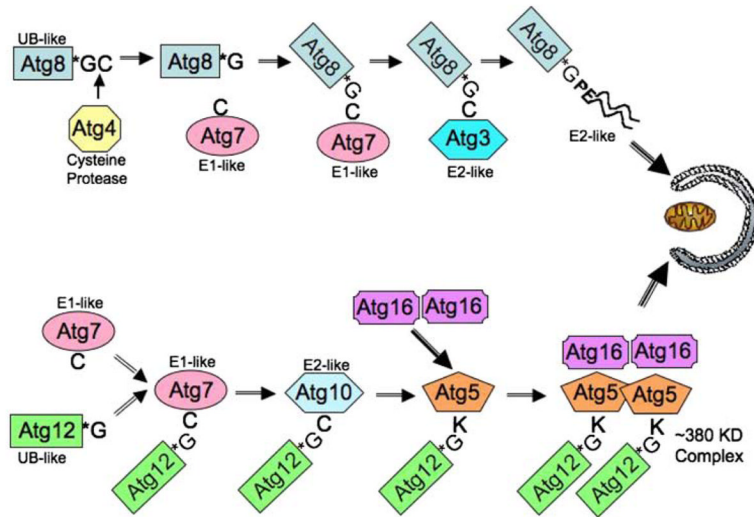 UB-like
Atg8*GC
Atg4
Cysteine
Protease
Atg8*G
C
Atg7
E1-like
Atg8*G
C
Atg7
E1-like
Atg8*G
C
Atg3
E2-like
Atg8*G
PE
E2-like
E1-like
Atg7
C
Atg12*G
UB-like
E1-like
Atg7
C
Atg12*G
E2-like
Atg10
C
Atg12*G
Atg16 Atg16
Atg5
K
Atg12*G
Atg16 Atg16
Atg5 Atg5
K K
Atg12*G Atg12*G
~380 KD
Complex